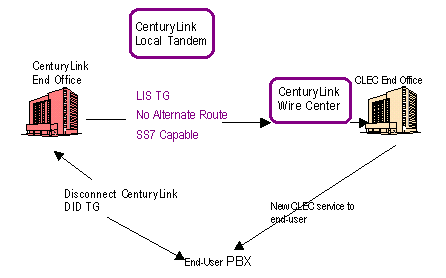 CenturyLink
Local Tandem
CenturyLink
End Office
LIS TG
No Alternate Route
SS7 Capable
CenturyLink
Wire Center
CLEC End Office
Disconnect CenturyLink
DID TG
New CLEC service to
end-user
End-User PBX